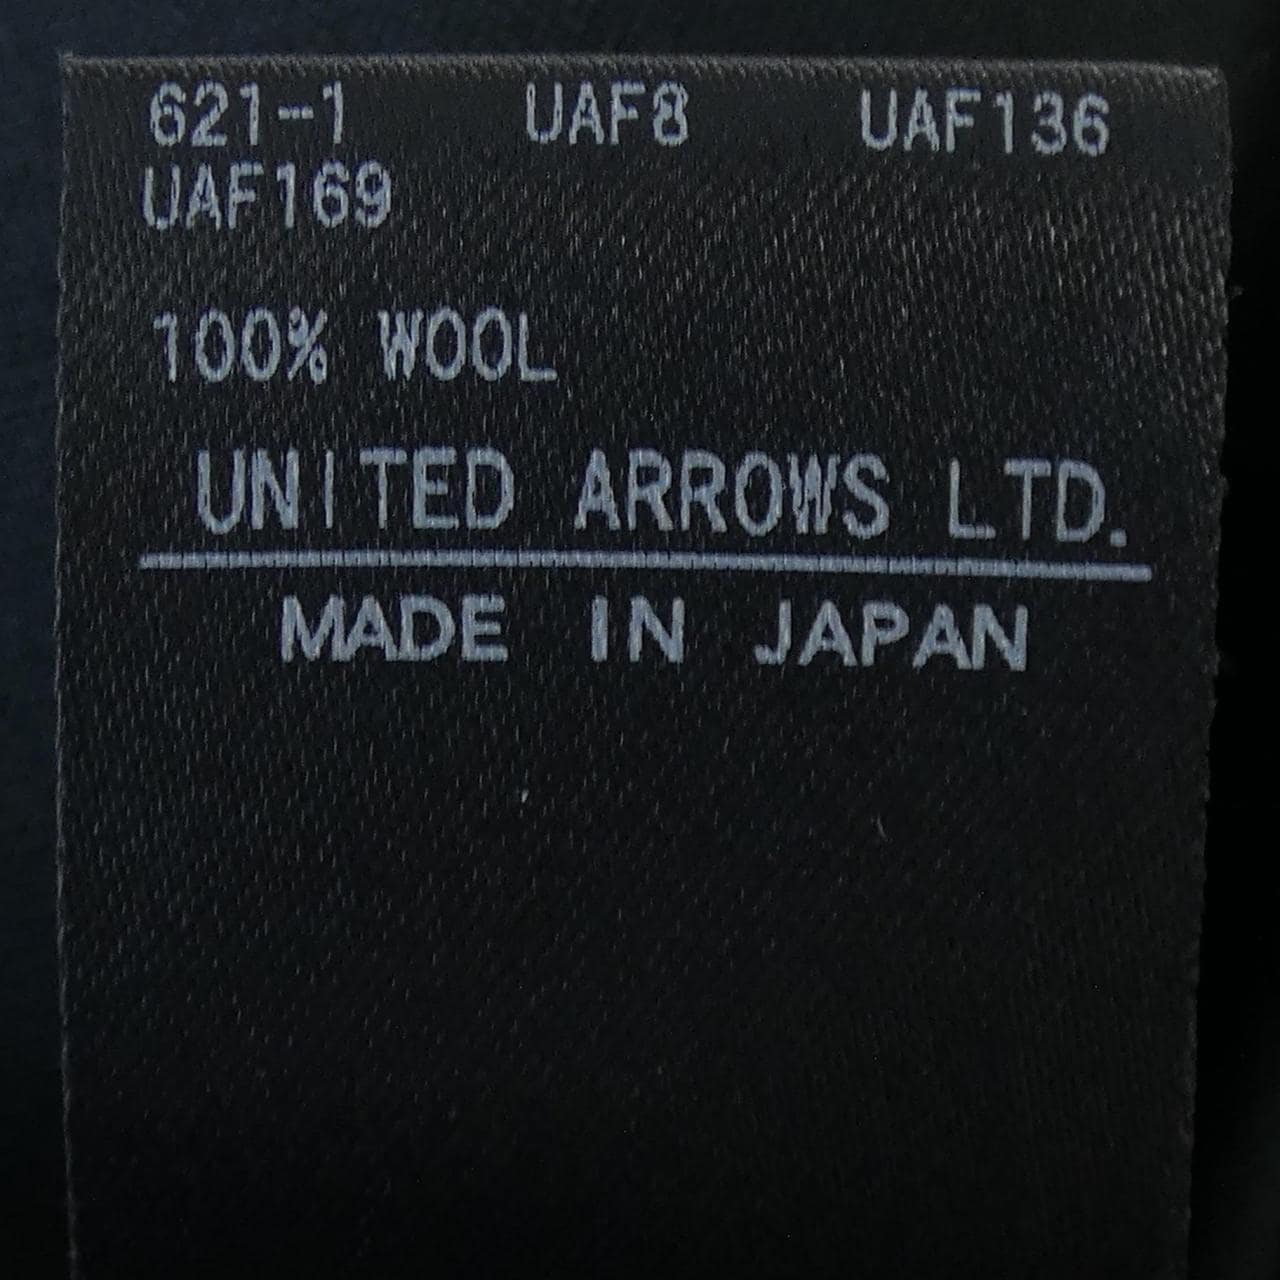 621-1 UAF8 UAF136
UAF169
100% WOOL
UNITED ARROWS LTD.
MADE IN JAPAN